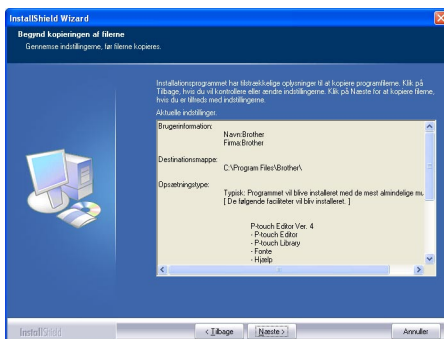 InstallShield Wizard
Begynd kopieringen af filerne
Gennemse indstillingerne, før filerne kopieres.
Installationsprogrammet har tilstrækkelige oplysninger til at kopiere programfilerne. Klik på
Tilbage, hvis du vil kontrollere eller ændre indstillingerne. Klik på Næste for at kopiere filerne,
hvis du er tilfreds med indstillingerne.
Aktuelle indstillinger:
Brugerinformation:
Navn:Brother
Firma:Brother
Destinationsmappe:
C:\Program Files\Brother\
Opsætningstype:
Typisk: Programmet vil blive installeret med de mest almindelige
[ De følgende faciliteter vil bliv installeret. ]
P-touch Editor Ver. 4
- P-touch Editor
- P-touch Library
- Fonte
- Hjælp
InstallShield
< Tilbage
Næste >
Annuller